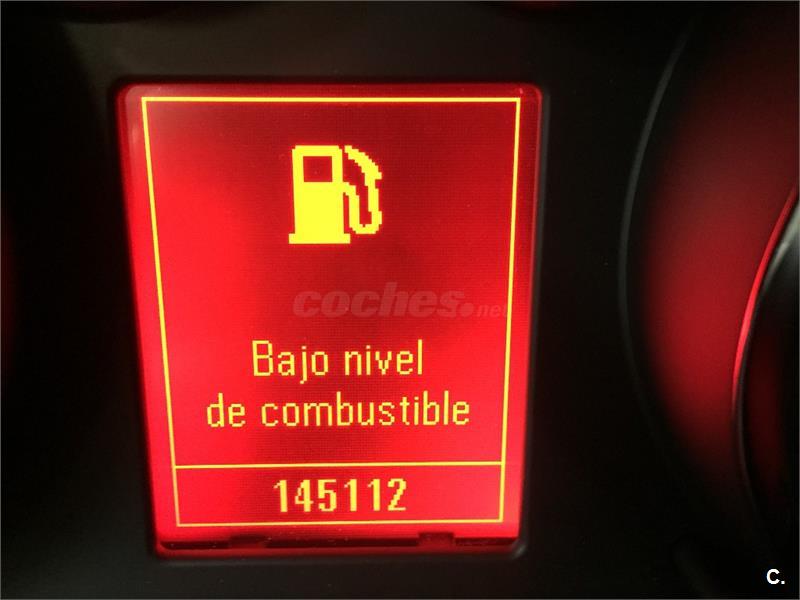 coches.net
Bajo nivel
de combustible
145112
C.